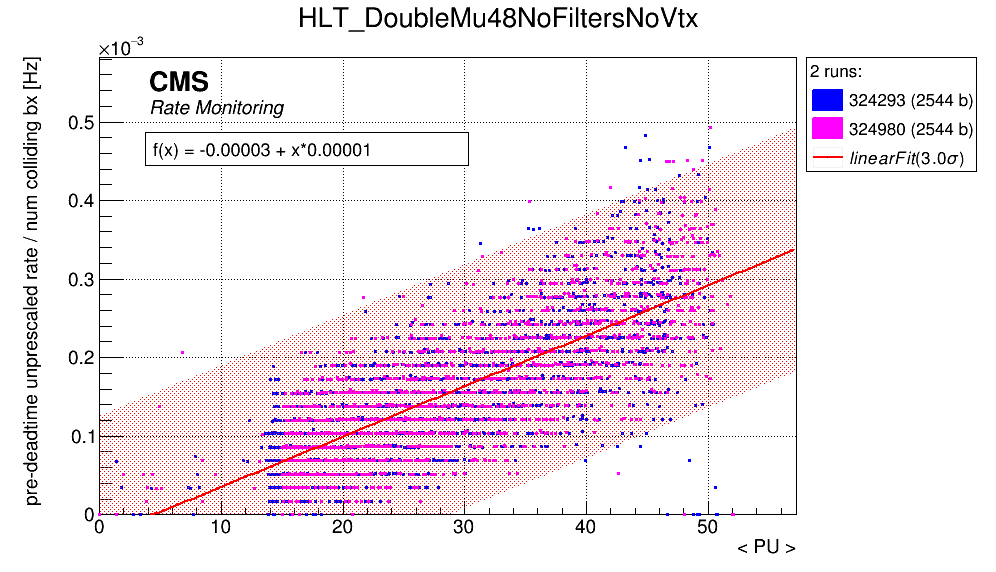 HLT_DoubleMu48NoFiltersNoVtx
×10⁻³
pre-deadtime unprescaled rate / num colliding bx [Hz]
CMS
Rate Monitoring
f(x) = -0.00003 + x*0.00001
2 runs:
324293 (2544 b)
324980 (2544 b)
linearFit(3.0σ)
0.5
0.4
0.3
0.2
0.1
0
0 10 20 30 40 50
< PU >